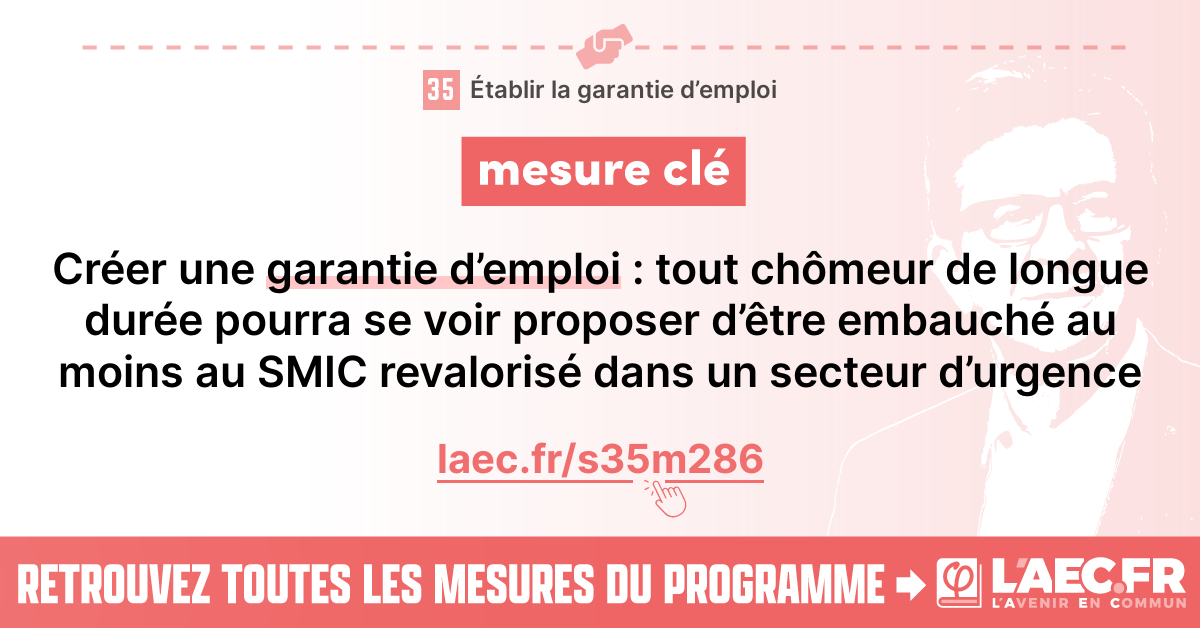 35 Établir la garantie d’emploi
mesure clé
Créer une garantie d’emploi : tout chômeur de longue
durée pourra se voir proposer d’être embauché au
moins au SMIC revalorisé dans un secteur d’urgence
laec.fr/s35m286
RETROUVEZ TOUTES LES MESURES DU PROGRAMME φ L'AEC.FR
L'AVENIR EN COMMUN